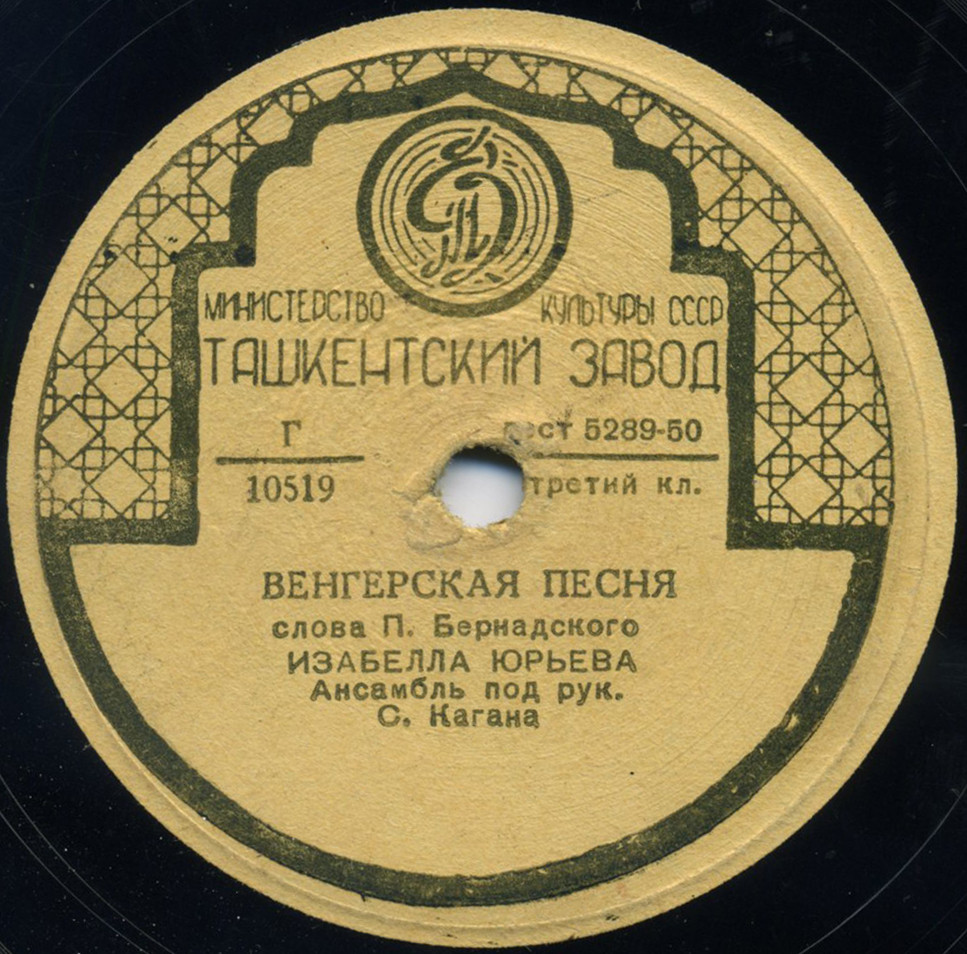 МИНИСТЕРСТВО КУЛЬТУРЫ СССР
ТАШКЕНТСКИЙ ЗАВОД
Г 5289-50
10519 третий кл.
ВЕНГЕРСКАЯ ПЕСНЯ
слова П. Бернадского
ИЗАБЕЛЛА ЮРЬЕВА
Ансамбль под рук.
С. Кагана